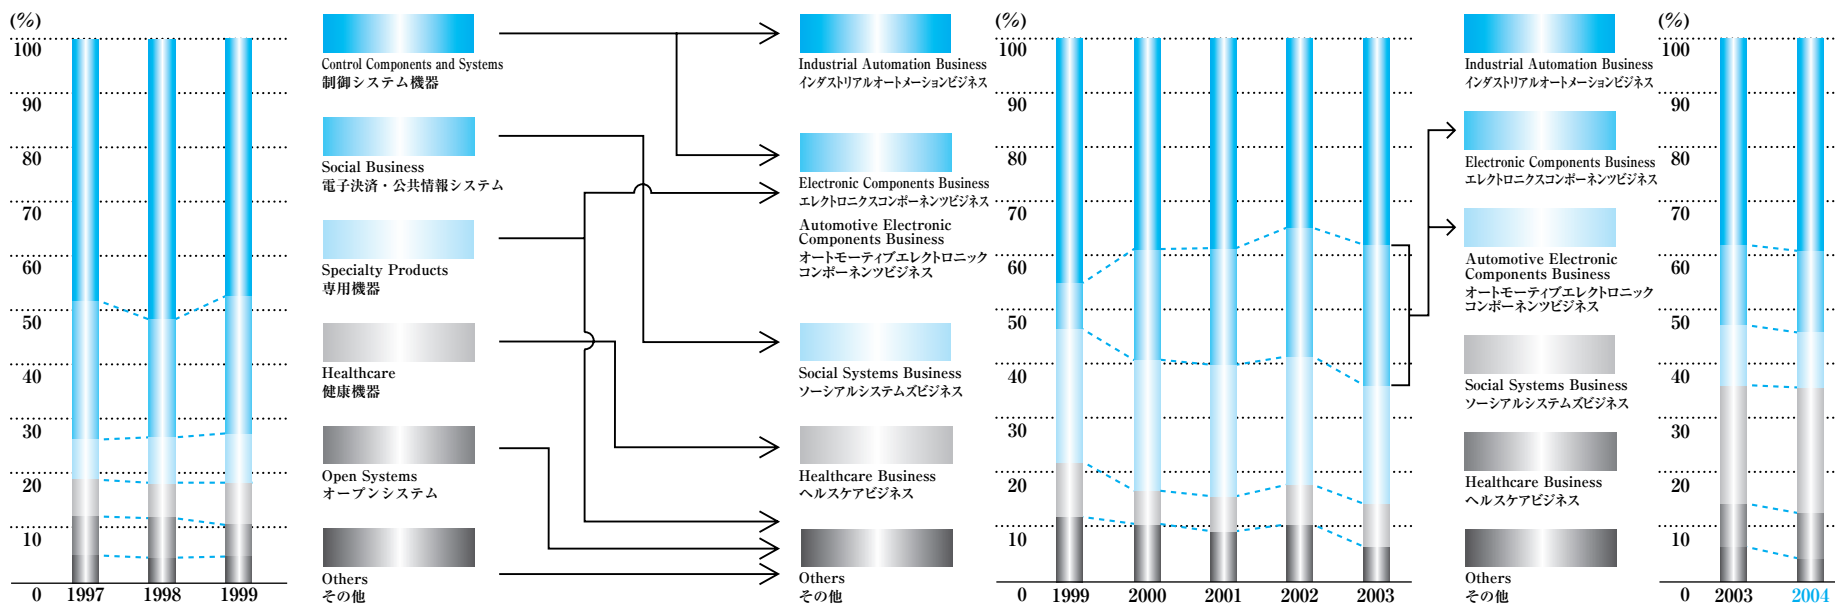 (%)
100
90
80
70
60
50
40
30
20
10
0
1997
1998
1999
Control Components and Systems
制御システム機器
Social Business
電子決済・公共情報システム
Specialty Products
専用機器
Healthcare
健康機器
Open Systems
オープンシステム
Others
その他
Industrial Automation Business
インダストリアルオートメーションビジネス
Electronic Components Business
エレクトロニクスコンポーネンツビジネス
Automotive Electronic
Components Business
オートモーティブエレクトロニック
コンポーネンツビジネス
Social Systems Business
ソーシアルシステムズビジネス
Healthcare Business
ヘルスケアビジネス
Others
その他
(%)
100
90
80
70
60
50
40
30
20
10
0
1999
2000
2001
2002
2003
Industrial Automation Business
インダストリアルオートメーションビジネス
Electronic Components Business
エレクトロニクスコンポーネンツビジネス
Automotive Electronic
Components Business
オートモーティブエレクトロニック
コンポーネンツビジネス
Social Systems Business
ソーシアルシステムズビジネス
Healthcare Business
ヘルスケアビジネス
Others
その他
(%)
100
90
80
70
60
50
40
30
20
10
0
2003
2004